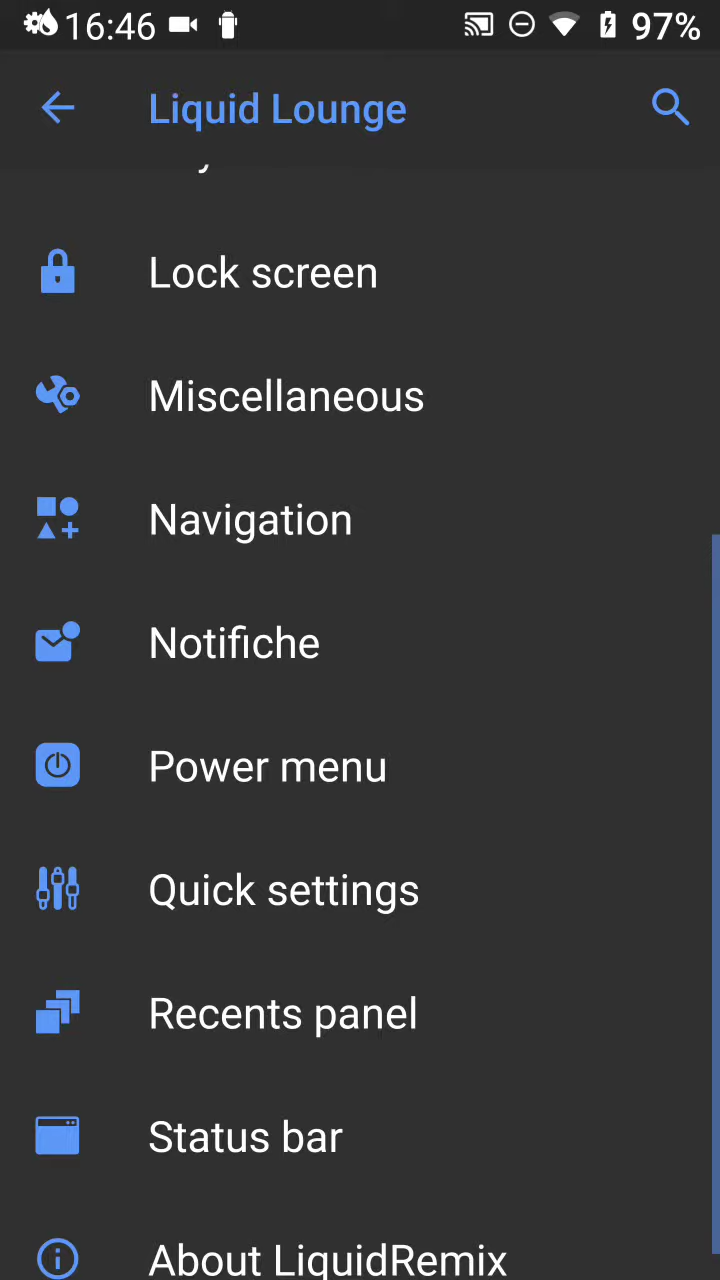 16:46
97%
Liquid Lounge
Lock screen
Miscellaneous
Navigation
Notifiche
Power menu
Quick settings
Recents panel
Status bar
About LiquidRemix